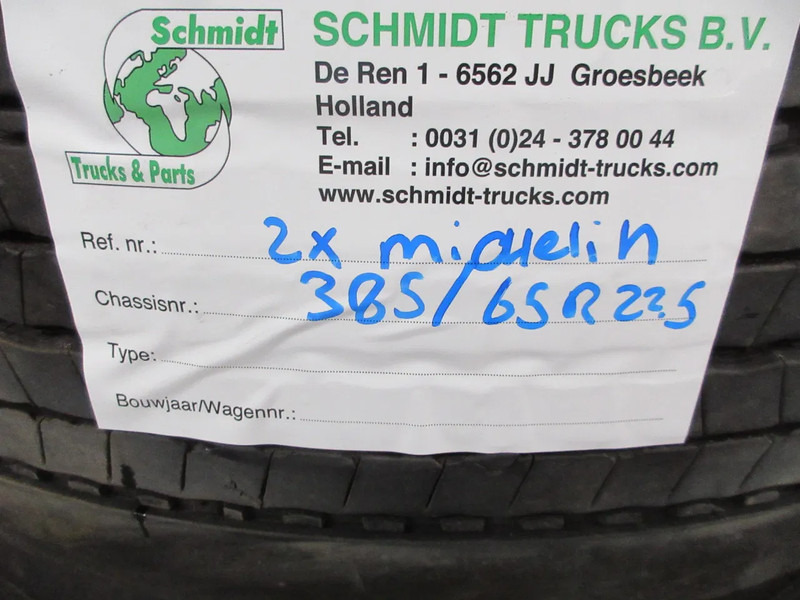 Schmidt
Trucks & Parts
SCHMIDT TRUCKS B.V.
De Ren 1 - 6562 JJ Groesbeek
Holland
Tel. : 0031 (0)24 - 378 00 44
E-mail : info@schmidt-trucks.com
www.schmidt-trucks.com
Ref. nr.: 2x michelin
Chassisnr.: 385/65R22.5
Type:
Bouwjaar/Wagennr.: